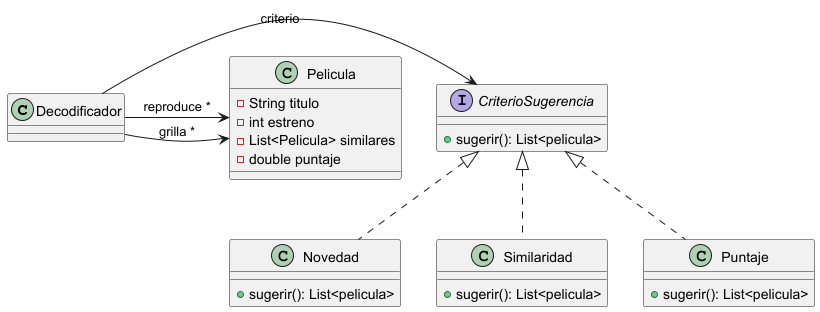 criterio
C Decodificador
reproduce *
grilla *
C Pelicula
String titulo
int estreno
List<Pelicula> similares
double puntaje
I CriterioSugerencia
sugerir(): List<pelicula>
C Novedad
sugerir(): List<pelicula>
C Similaridad
sugerir(): List<pelicula>
C Puntaje
sugerir(): List<pelicula>